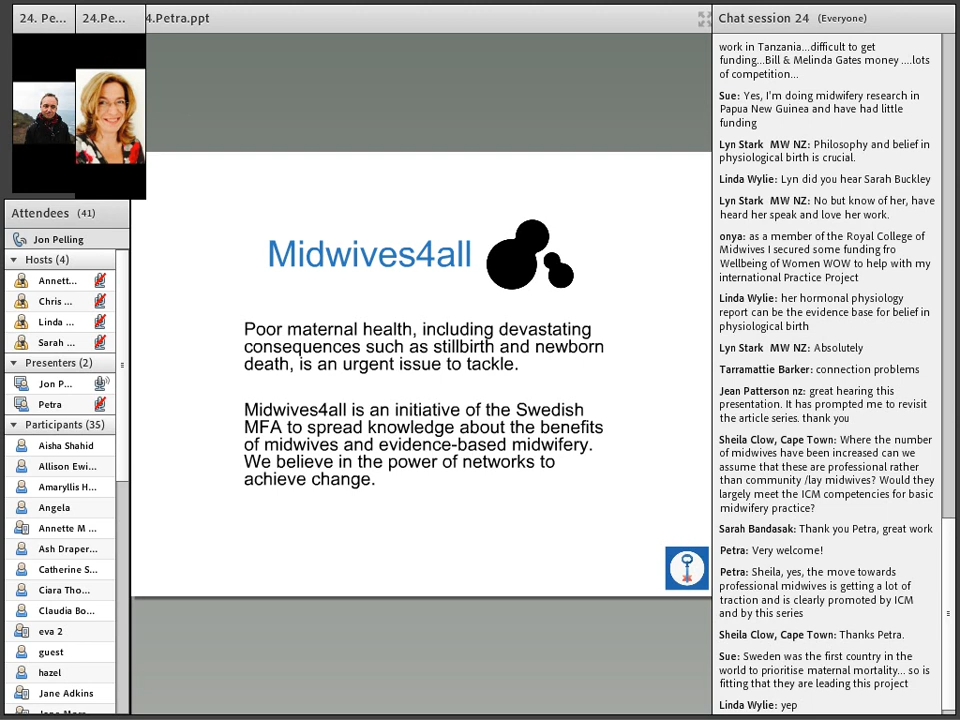 24. Pe...
24.Pe...
4.Petra.ppt
Attendees (41)
Jon Pelling
Hosts (4)
Annett...
Chris ...
Linda ...
Sarah ...
Presenters (2)
Jon P...
Petra
Participants (35)
Aisha Shahid
Allison Ewi...
Amaryllis H...
Angela
Annette M ...
Ash Draper...
Catherine S...
Ciara Tho...
Claudia Bo...
eva 2
guest
hazel
Jane Adkins
Midwives4all
Poor maternal health, including devastating
consequences such as stillbirth and newborn
death, is an urgent issue to tackle.
Midwives4all is an initiative of the Swedish
MFA to spread knowledge about the benefits
of midwives and evidence-based midwifery.
We believe in the power of networks to
achieve change.
Chat session 24 (Everyone)
work in Tanzania...difficult to get
funding...Bill & Melinda Gates money ....lots
of competition...
Sue: Yes, I'm doing midwifery research in
Papua New Guinea and have had little
funding
Lyn Stark MW NZ: Philosophy and belief in
physiological birth is crucial.
Linda Wylie: Lyn did you hear Sarah Buckley
Lyn Stark MW NZ: No but know of her, have
heard her speak and love her work.
onya: as a member of the Royal College of
Midwives I secured some funding fro
Wellbeing of Women WOW to help with my
international Practice Project
Linda Wylie: her hormonal physiology
report can be the evidence base for belief in
physiological birth
Lyn Stark MW NZ: Absolutely
Tarramattie Barker: connection problems
Jean Patterson nz: great hearing this
presentation. It has prompted me to revisit
the article series. thank you
Sheila Clow, Cape Town: Where the number
of midwives have been increased can we
assume that these are professional rather
than community /lay midwives? Would they
largely meet the ICM competencies for basic
midwifery practice?
Sarah Bandasak: Thank you Petra, great work
Petra: Very welcome!
Petra: Sheila, yes, the move towards
professional midwives is getting a lot of
traction and is clearly promoted by ICM
and by this series
Sheila Clow, Cape Town: Thanks Petra.
Sue: Sweden was the first country in the
world to prioritise maternal mortality... so is
fitting that they are leading this project
Linda Wylie: yep